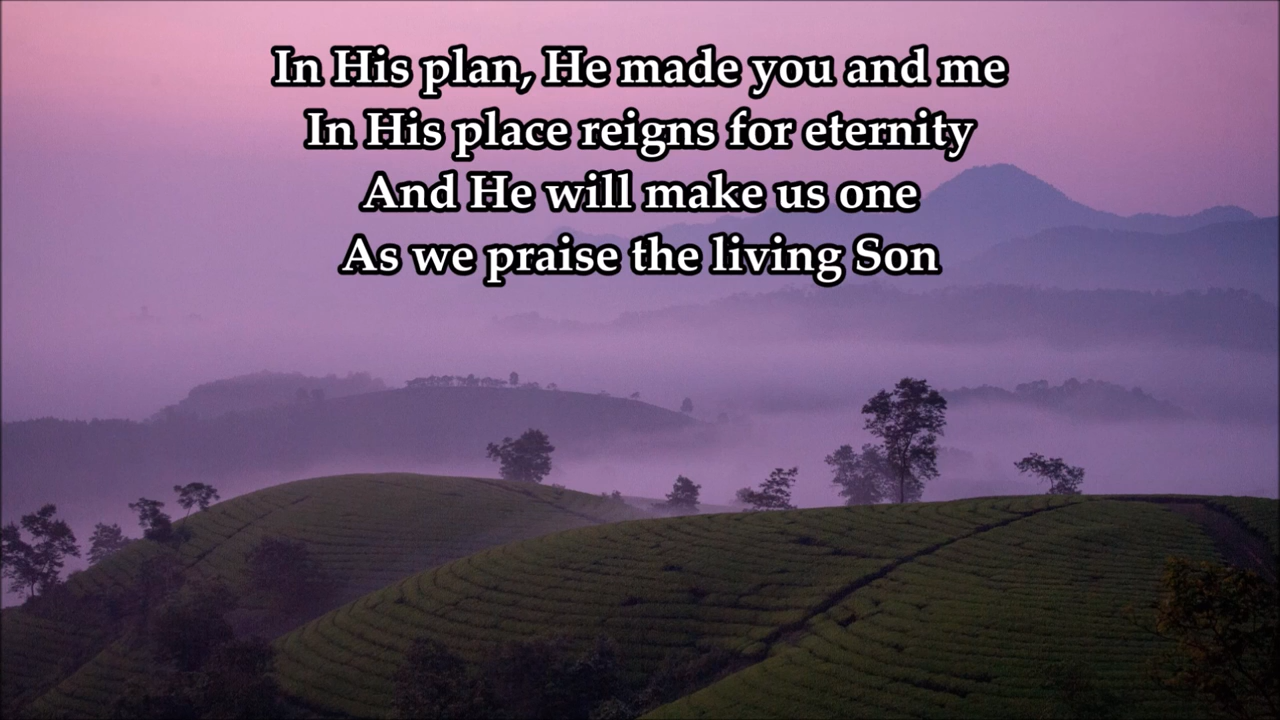 In His plan, He made you and me
In His place reigns for eternity
And He will make us one
As we praise the living Son